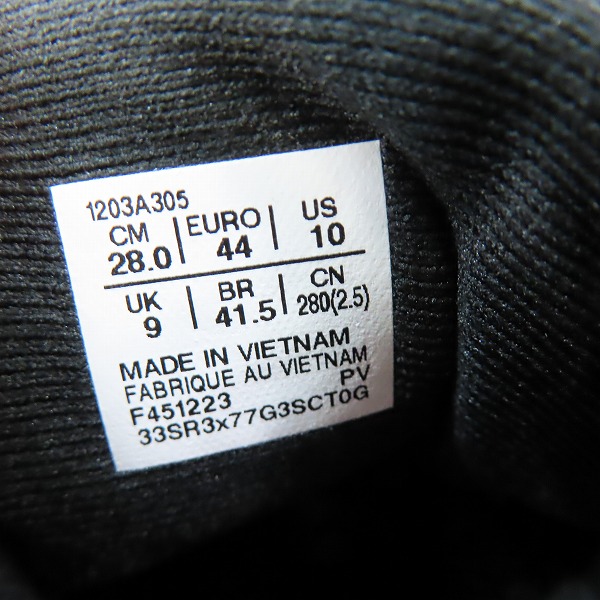 1203A305
CM | EURO | US
28.0 | 44 | 10
UK | BR | CN
9 | 41.5 | 280(2.5)
MADE IN VIETNAM
FABRIQUE AU VIETNAM
F451223 PV
33SR3x77G3SCT0G